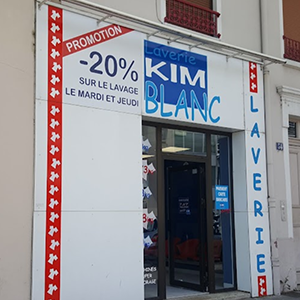 PROMOTION
-20%
SUR LE LAVAGE
LE MARDI ET JEUDI
Laverie
KIM
BLANC
LAVERIE